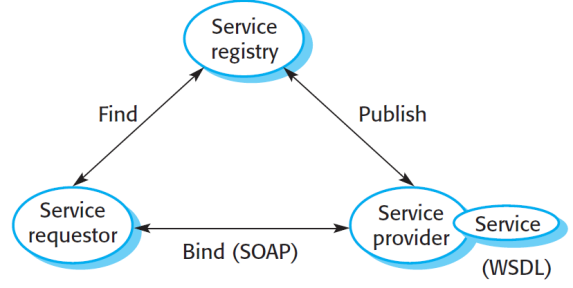 Service
registry
Find
Publish
Service
requestor
Service
provider
Service
Bind (SOAP)
(WSDL)